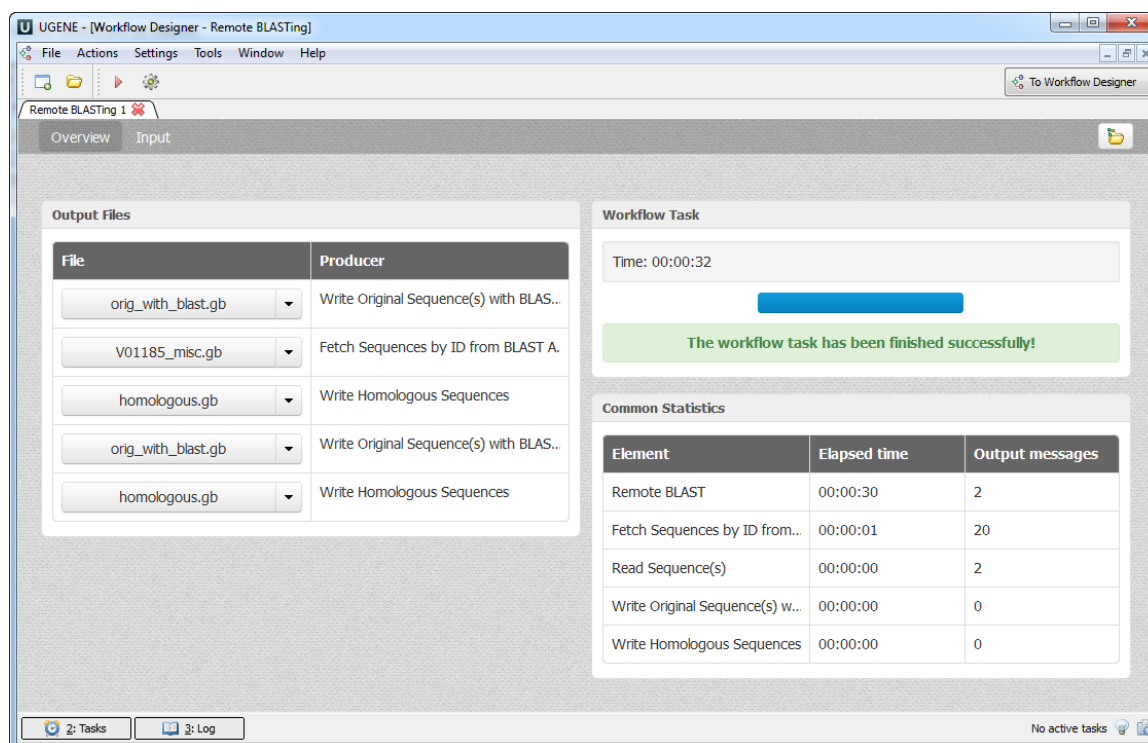 UGENE - [Workflow Designer - Remote BLASTing]
File Actions Settings Tools Window Help
To Workflow Designer
Remote BLASTing 1
Overview Input
Output Files
File Producer
orig_with_blast.gb Write Original Sequence(s) with BLAS...
V01185_misc.gb Fetch Sequences by ID from BLAST A.
homologous.gb Write Homologous Sequences
orig_with_blast.gb Write Original Sequence(s) with BLAS...
homologous.gb Write Homologous Sequences
Workflow Task
Time: 00:00:32
The workflow task has been finished successfully!
Common Statistics
Element Elapsed time Output messages
Remote BLAST 00:00:30 2
Fetch Sequences by ID from... 00:00:01 20
Read Sequence(s) 00:00:00 2
Write Original Sequence(s) w... 00:00:00 0
Write Homologous Sequences 00:00:00 0
2: Tasks 3: Log No active tasks